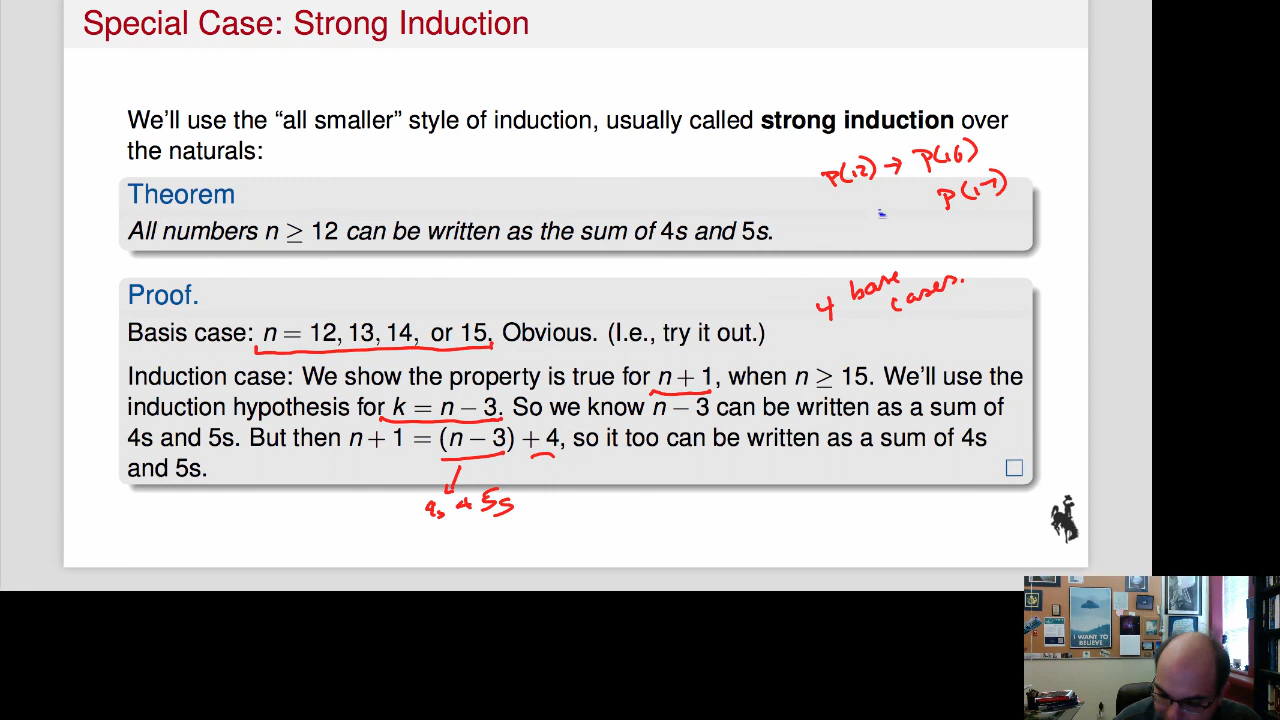 Special Case: Strong Induction
We'll use the “all smaller” style of induction, usually called strong induction over
the naturals:
P(12) → P(16)
P(17)
Theorem
All numbers n ≥ 12 can be written as the sum of 4s and 5s.
4 base
cases.
Proof.
Basis case: n = 12, 13, 14, or 15. Obvious. (I.e., try it out.)
Induction case: We show the property is true for n + 1, when n ≥ 15. We'll use the
induction hypothesis for k = n − 3. So we know n − 3 can be written as a sum of
4s and 5s. But then n + 1 = (n − 3) + 4, so it too can be written as a sum of 4s
and 5s.
4s + 5s
I WANT TO
BELIEVE